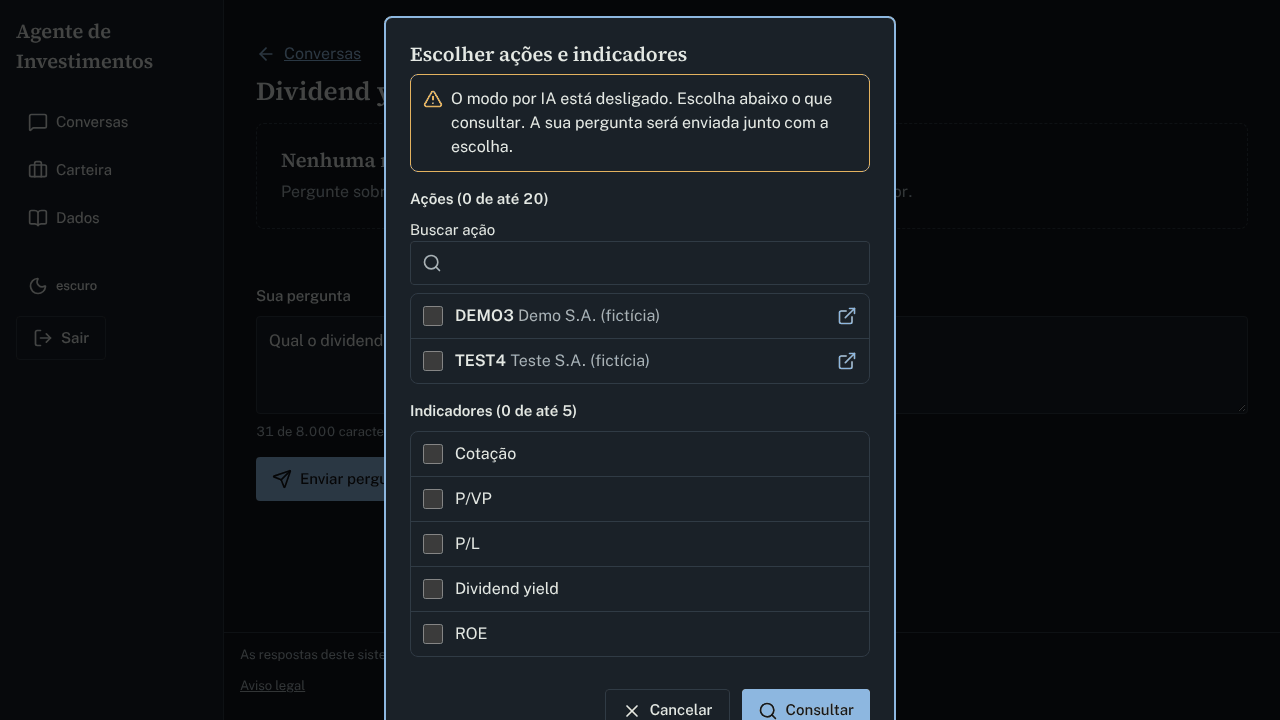 Agente de
Investimentos
Conversas
Carteira
Dados
escuro
Sair
Conversas
Dividend y
Nenhuma
Pergunte sobr
or.
Sua pergunta
Qual o dividend
31 de 8.000 caracte
Enviar pergu
As respostas deste siste
Aviso legal
Escolher ações e indicadores
O modo por IA está desligado. Escolha abaixo o que
consultar. A sua pergunta será enviada junto com a
escolha.
Ações (0 de até 20)
Buscar ação
DEMO3 Demo S.A. (fictícia)
TEST4 Teste S.A. (fictícia)
Indicadores (0 de até 5)
Cotação
P/VP
P/L
Dividend yield
ROE
Cancelar
Consultar